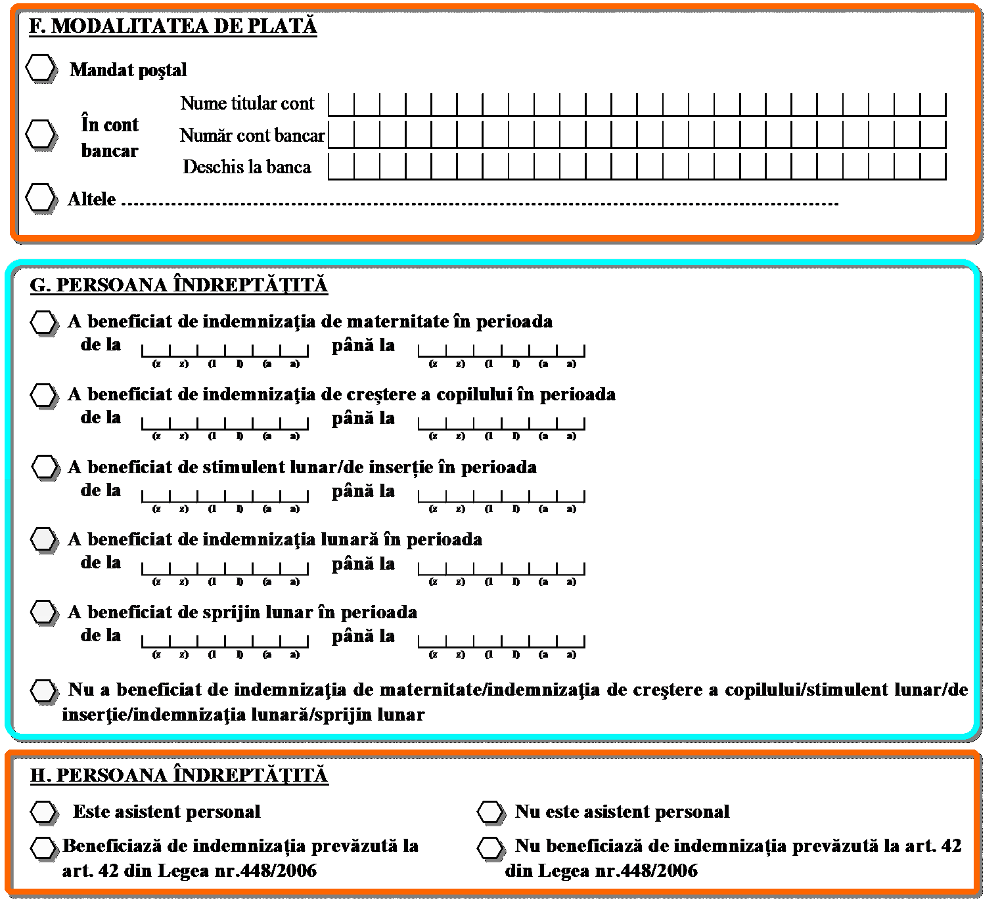 F. MODALITATEA DE PLATĂ
Mandat poştal
Nume titular cont
În cont bancar
Număr cont bancar
Deschis la banca
Altele ........................................................................................................................
G. PERSOANA ÎNDREPTĂŢITĂ
A beneficiat de indemnizaţia de maternitate în perioada
de la până la
(z z) (l l) (a a) (z z) (l l) (a a)
A beneficiat de indemnizaţia de creștere a copilului în perioada
de la până la
(z z) (l l) (a a) (z z) (l l) (a a)
A beneficiat de stimulent lunar/de inserție în perioada
de la până la
(z z) (l l) (a a) (z z) (l l) (a a)
A beneficiat de indemnizaţia lunară în perioada
de la până la
(z z) (l l) (a a) (z z) (l l) (a a)
A beneficiat de sprijin lunar în perioada
de la până la
(z z) (l l) (a a) (z z) (l l) (a a)
Nu a beneficiat de indemnizaţia de maternitate/indemnizaţia de creştere a copilului/stimulent lunar/de
inserţie/indemnizaţia lunară/sprijin lunar
H. PERSOANA ÎNDREPTĂŢITĂ
Este asistent personal Nu este asistent personal
Beneficiază de indemnizația prevăzută la
art. 42 din Legea nr.448/2006
Nu beneficiază de indemnizația prevăzută la art. 42
din Legea nr.448/2006